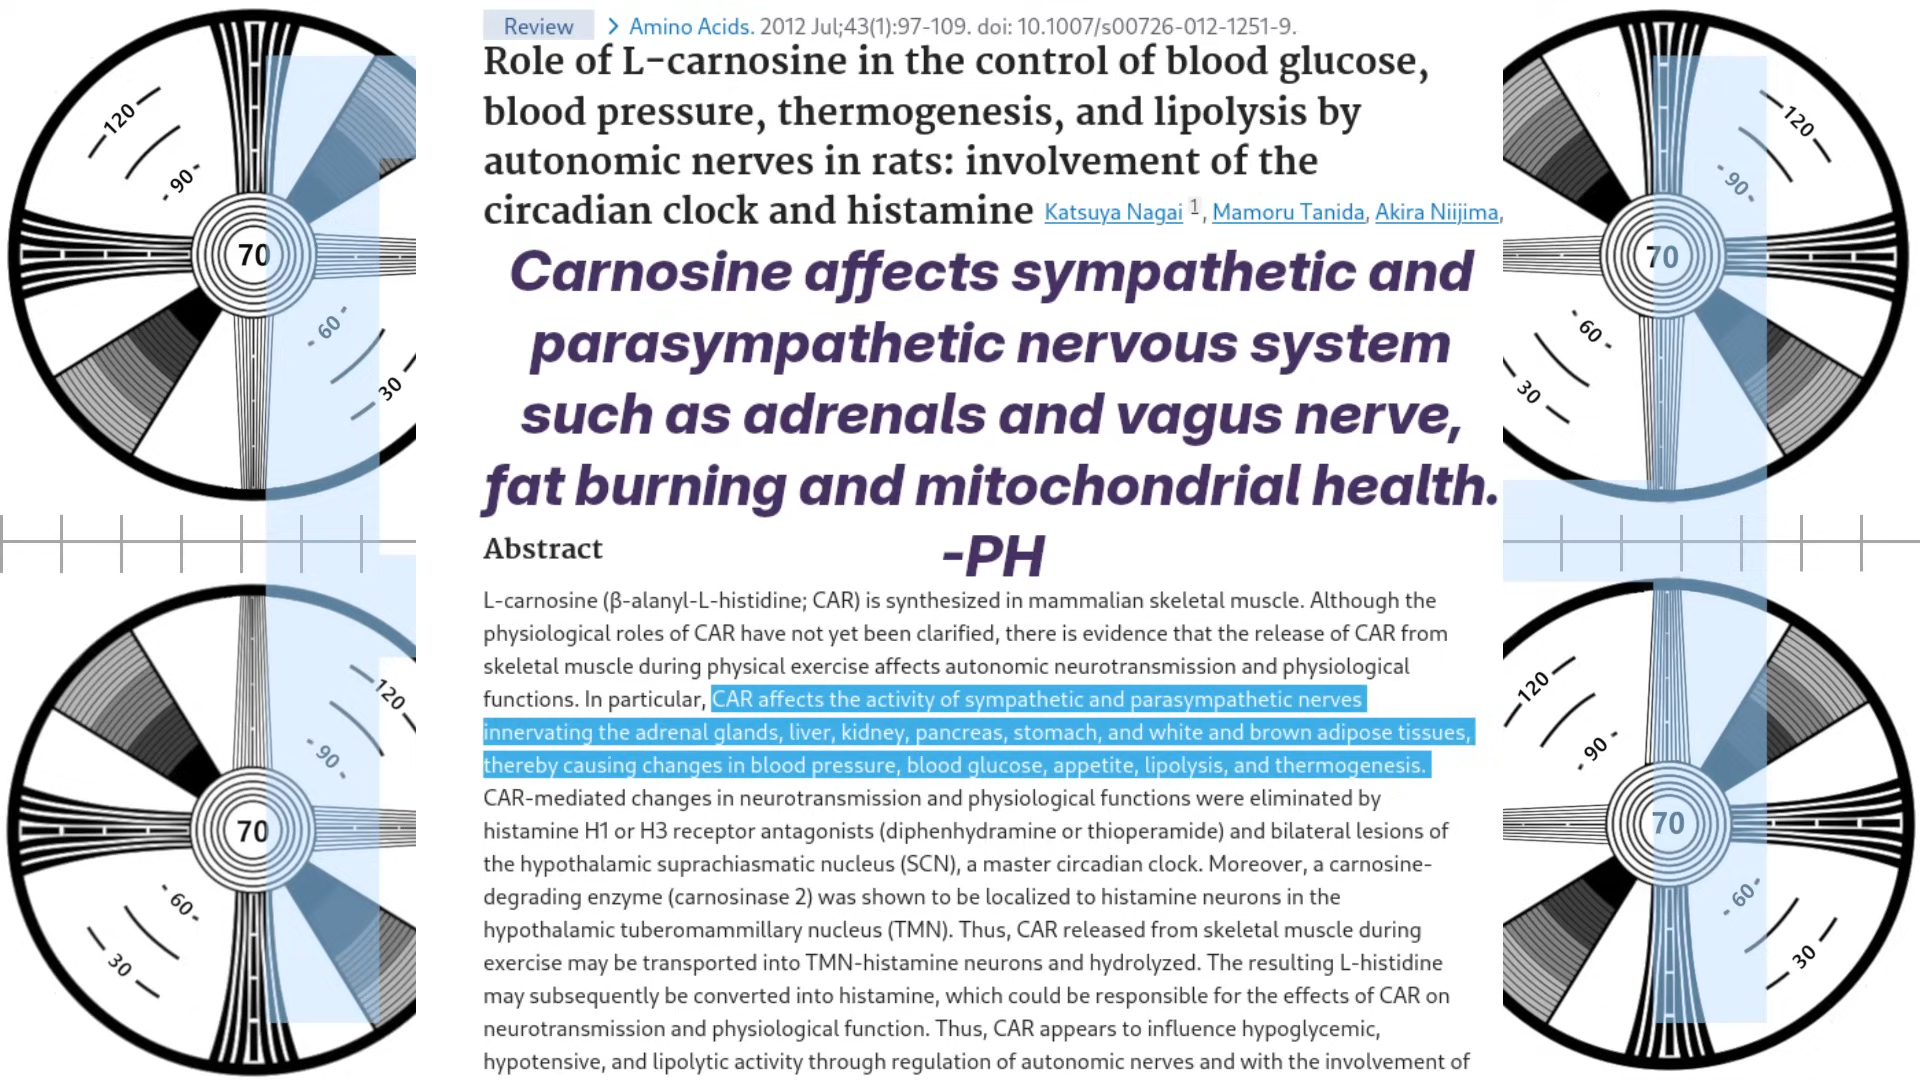 Review > Amino Acids. 2012 Jul;43(1):97-109. doi: 10.1007/s00726-012-1251-9.
Role of L-carnosine in the control of blood glucose,
blood pressure, thermogenesis, and lipolysis by
autonomic nerves in rats: involvement of the
circadian clock and histamine Katsuya Nagai 1, Mamoru Tanida, Akira Niijima,
Carnosine affects sympathetic and
parasympathetic nervous system
such as adrenals and vagus nerve,
fat burning and mitochondrial health.
-PH
Abstract
L-carnosine (β-alanyl-L-histidine; CAR) is synthesized in mammalian skeletal muscle. Although the
physiological roles of CAR have not yet been clarified, there is evidence that the release of CAR from
skeletal muscle during physical exercise affects autonomic neurotransmission and physiological
functions. In particular, CAR affects the activity of sympathetic and parasympathetic nerves
innervating the adrenal glands, liver, kidney, pancreas, stomach, and white and brown adipose tissues,
thereby causing changes in blood pressure, blood glucose, appetite, lipolysis, and thermogenesis.
CAR-mediated changes in neurotransmission and physiological functions were eliminated by
histamine H1 or H3 receptor antagonists (diphenhydramine or thioperamide) and bilateral lesions of
the hypothalamic suprachiasmatic nucleus (SCN), a master circadian clock. Moreover, a carnosine-
degrading enzyme (carnosinase 2) was shown to be localized to histamine neurons in the
hypothalamic tuberomammillary nucleus (TMN). Thus, CAR released from skeletal muscle during
exercise may be transported into TMN-histamine neurons and hydrolyzed. The resulting L-histidine
may subsequently be converted into histamine, which could be responsible for the effects of CAR on
neurotransmission and physiological function. Thus, CAR appears to influence hypoglycemic,
hypotensive, and lipolytic activity through regulation of autonomic nerves and with the involvement of
120
90
70
60
30
120
90
70
60
30
120
90
70
60
30
120
90
70
60
30